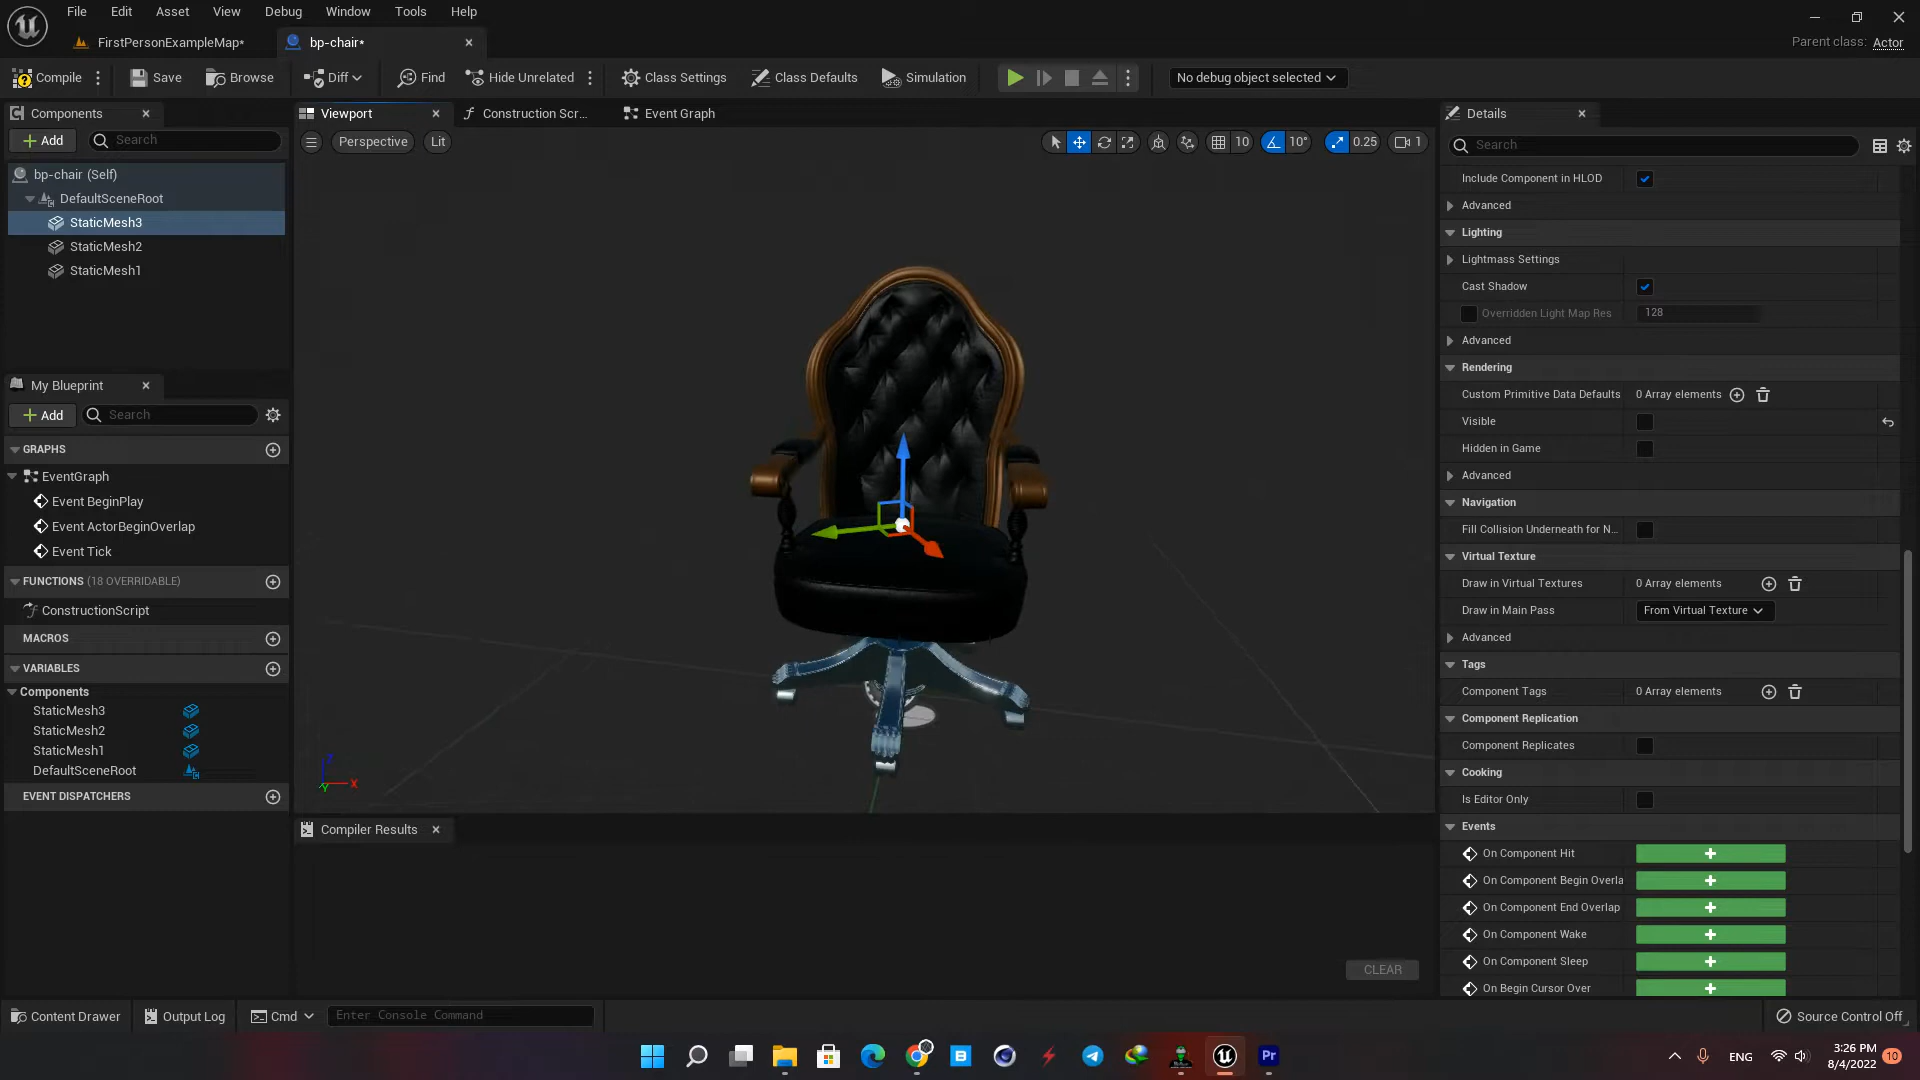 File Edit Asset View Debug Window Tools Help
FirstPersonExampleMap*
bp-chair*
Parent class: Actor
Compile Save Browse Diff Find Hide Unrelated Class Settings Class Defaults Simulation No debug object selected
Components
Add Search
bp-chair (Self)
DefaultSceneRoot
StaticMesh3
StaticMesh2
StaticMesh1
My Blueprint
Add Search
GRAPHS
EventGraph
Event BeginPlay
Event ActorBeginOverlap
Event Tick
FUNCTIONS (18 OVERRIDABLE)
ConstructionScript
MACROS
VARIABLES
Components
StaticMesh3
StaticMesh2
StaticMesh1
DefaultSceneRoot
EVENT DISPATCHERS
Viewport Construction Scr... Event Graph
Perspective Lit 10 10° 0.25 1
Z
X
Y
Compiler Results
CLEAR
Details
Search
Include Component in HLOD
Advanced
Lighting
Lightmass Settings
Cast Shadow
Overridden Light Map Res 128
Advanced
Rendering
Custom Primitive Data Defaults 0 Array elements
Visible
Hidden in Game
Advanced
Navigation
Fill Collision Underneath for N...
Virtual Texture
Draw in Virtual Textures 0 Array elements
Draw in Main Pass From Virtual Texture
Advanced
Tags
Component Tags 0 Array elements
Component Replication
Component Replicates
Cooking
Is Editor Only
Events
On Component Hit
On Component Begin Overla
On Component End Overlap
On Component Wake
On Component Sleep
On Begin Cursor Over
Content Drawer Output Log Cmd Enter Console Command Source Control Off
B Pr ENG 3:26 PM
8/4/2022 10